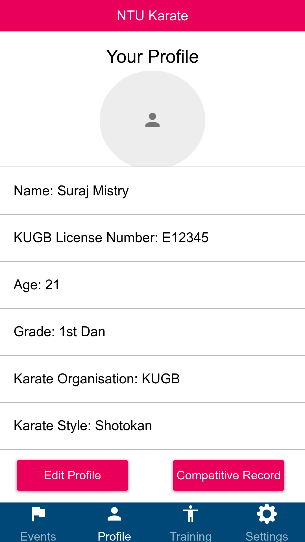 NTU Karate
Your Profile
Name: Suraj Mistry
KUGB License Number: E12345
Age: 21
Grade: 1st Dan
Karate Organisation: KUGB
Karate Style: Shotokan
Edit Profile
Competitive Record
Events
Profile
Training
Settings